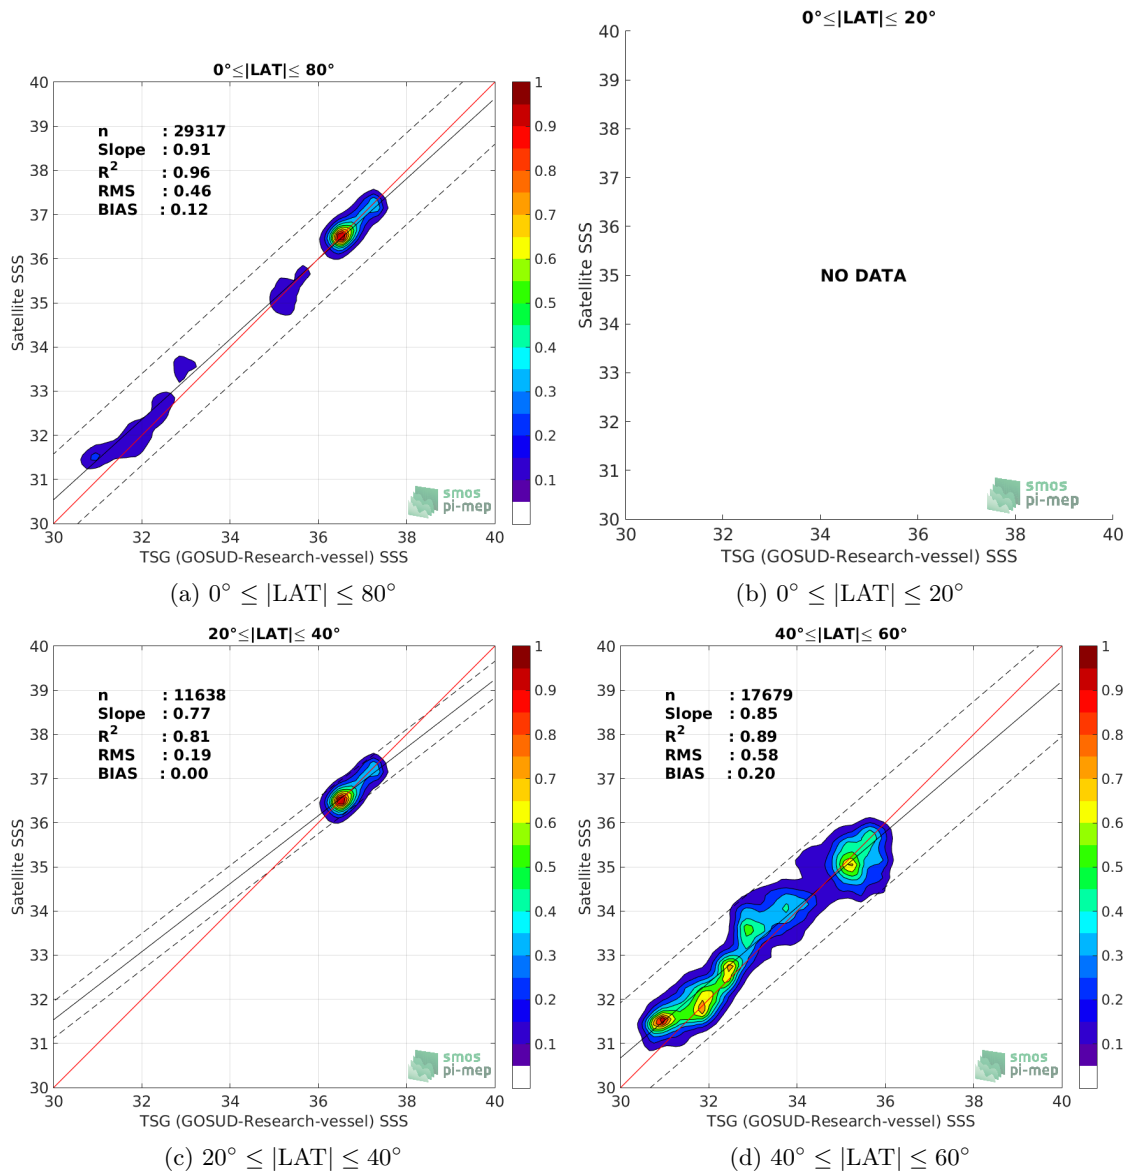 0°≤|LAT|≤ 80°
n : 29317
Slope : 0.91
R2 : 0.96
RMS : 0.46
BIAS : 0.12
40
39
38
37
36
35
34
33
32
31
30
Satellite SSS
30 32 34 36 38 40
TSG (GOSUD-Research-vessel) SSS
1
0.9
0.8
0.7
0.6
0.5
0.4
0.3
0.2
0.1
smos
pi-mep
(a) 0° ≤ |LAT| ≤ 80°
0°≤|LAT|≤ 20°
40
39
38
37
36
35
34
33
32
31
30
Satellite SSS
NO DATA
smos
pi-mep
30 32 34 36 38 40
TSG (GOSUD-Research-vessel) SSS
(b) 0° ≤ |LAT| ≤ 20°
20°≤|LAT|≤ 40°
n : 11638
Slope : 0.77
R2 : 0.81
RMS : 0.19
BIAS : 0.00
40
39
38
37
36
35
34
33
32
31
30
Satellite SSS
30 32 34 36 38 40
TSG (GOSUD-Research-vessel) SSS
1
0.9
0.8
0.7
0.6
0.5
0.4
0.3
0.2
0.1
smos
pi-mep
(c) 20° ≤ |LAT| ≤ 40°
40°≤|LAT|≤ 60°
n : 17679
Slope : 0.85
R2 : 0.89
RMS : 0.58
BIAS : 0.20
40
39
38
37
36
35
34
33
32
31
30
Satellite SSS
30 32 34 36 38 40
TSG (GOSUD-Research-vessel) SSS
1
0.9
0.8
0.7
0.6
0.5
0.4
0.3
0.2
0.1
smos
pi-mep
(d) 40° ≤ |LAT| ≤ 60°